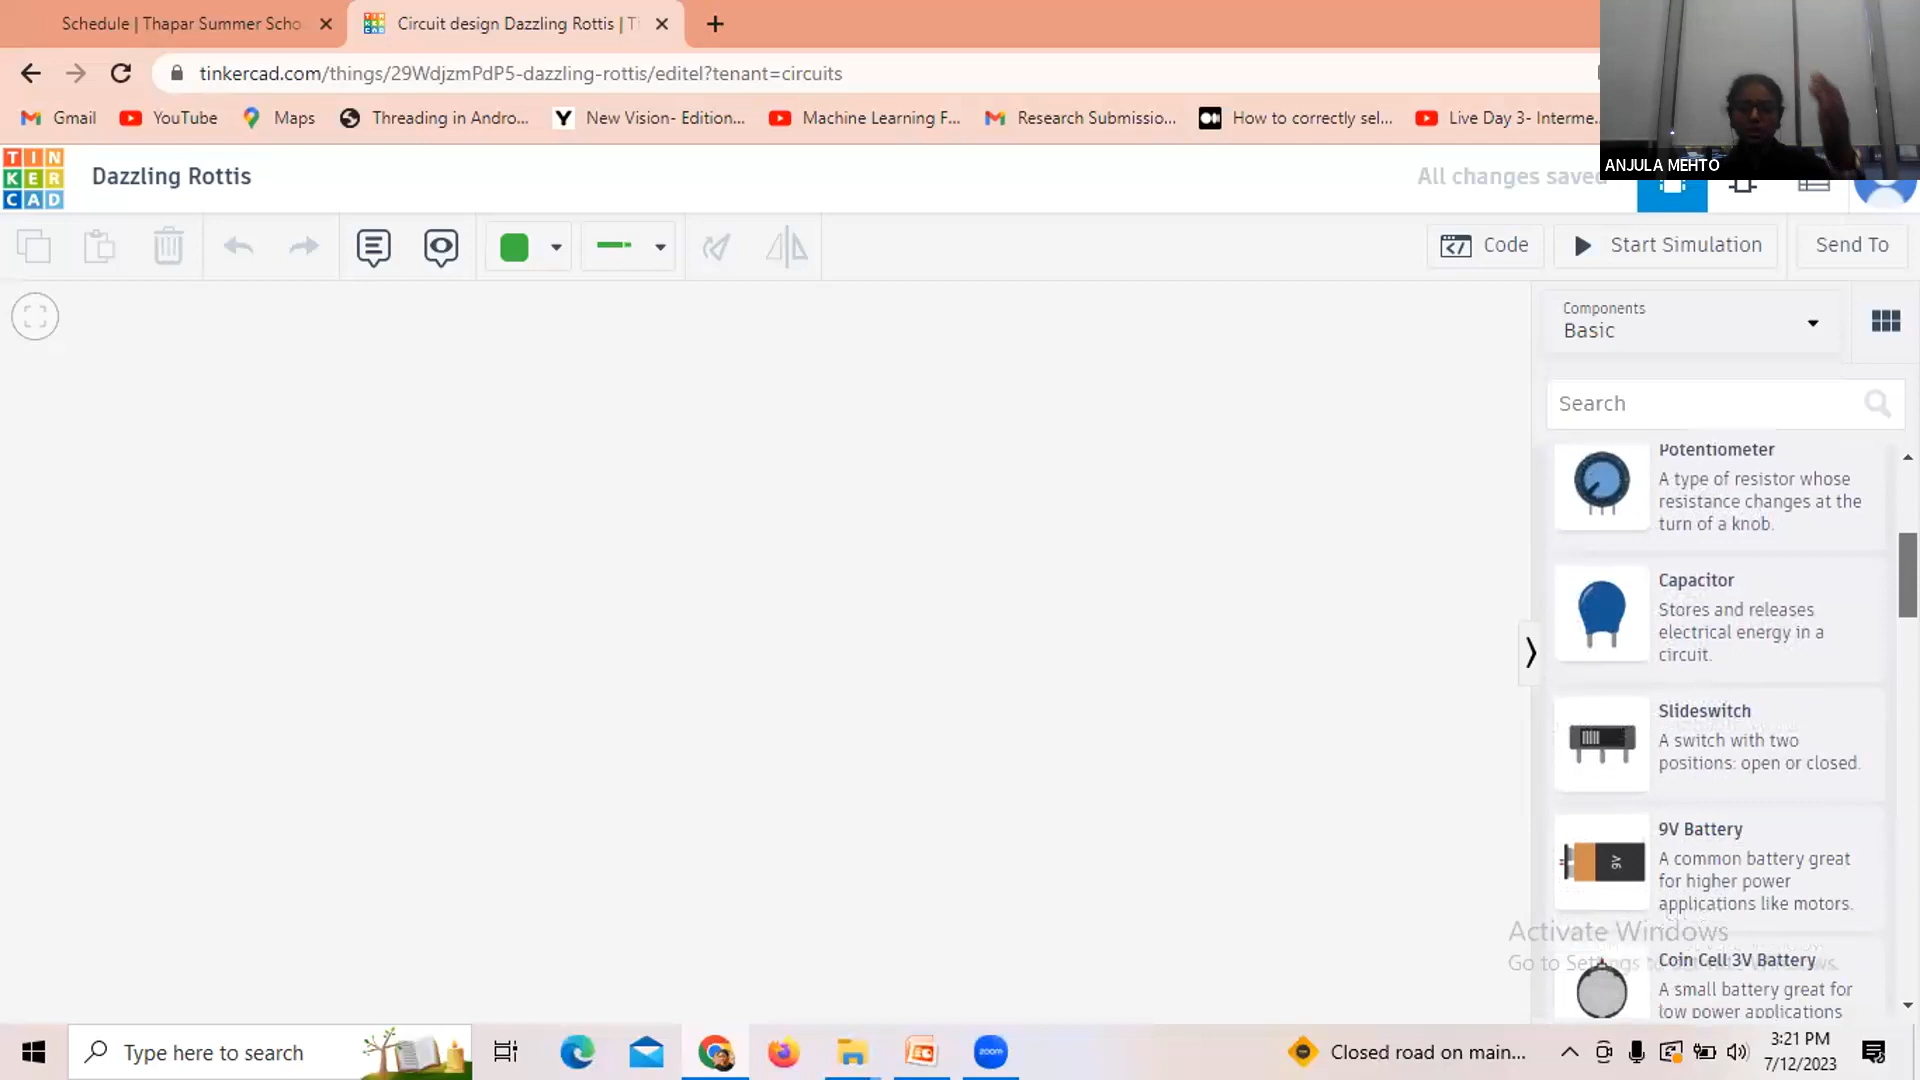 Schedule | Thapar Summer Scho
Circuit design Dazzling Rottis | Ti
tinkercad.com/things/29WdjzmPdP5-dazzling-rottis/editel?tenant=circuits
Gmail
YouTube
Maps
Threading in Andro...
New Vision- Edition...
Machine Learning F...
Research Submissio...
How to correctly sel...
Live Day 3- Interme...
ANJULA MEHTO
TIN
KER
CAD
Dazzling Rottis
All changes saved
Code
Start Simulation
Send To
Components
Basic
Search
Potentiometer
A type of resistor whose
resistance changes at the
turn of a knob.
Capacitor
Stores and releases
electrical energy in a
circuit.
Slideswitch
A switch with two
positions: open or closed.
9V Battery
A common battery great
for higher power
applications like motors.
9V
Activate Windows
Coin Cell 3V Battery
A small battery great for
low power applications
Type here to search
zoom
Closed road on main...
3:21 PM
7/12/2023